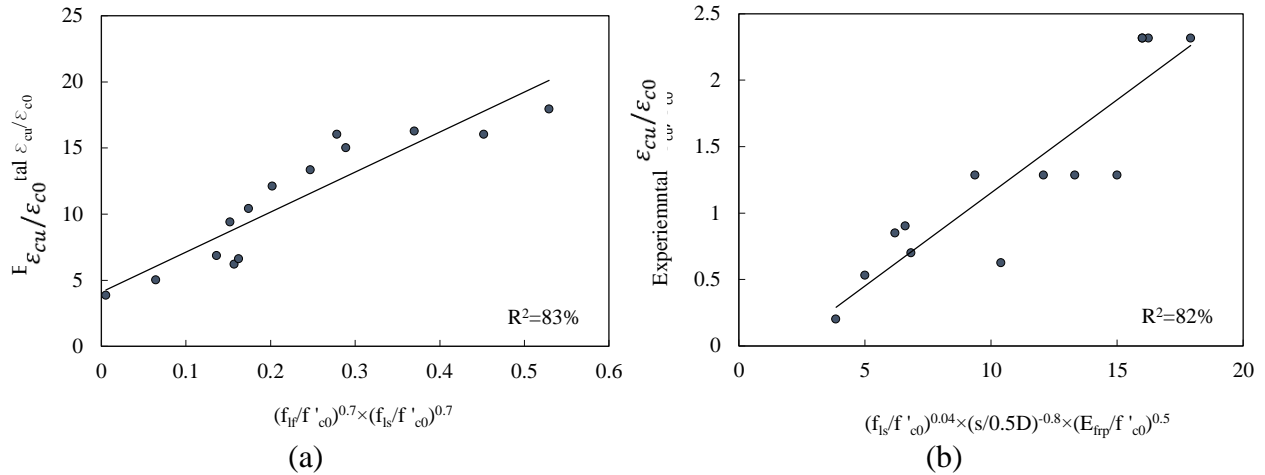 25
20
15
10
5
0
0
0.1
0.2
0.3
0.4
0.5
0.6
tal ε_cu/ε_c0
ε_cu/ε_c0
R²=83%
(f_lf/f '_c0)^0.7×(f_ls/f '_c0)^0.7
(a)
2.5
2
1.5
1
0.5
0
0
5
10
15
20
Experiemntal
ε_cu/ε_c0
R²=82%
(f_ls/f '_c0)^0.04×(s/0.5D)^-0.8×(E_frp/f '_c0)^0.5
(b)